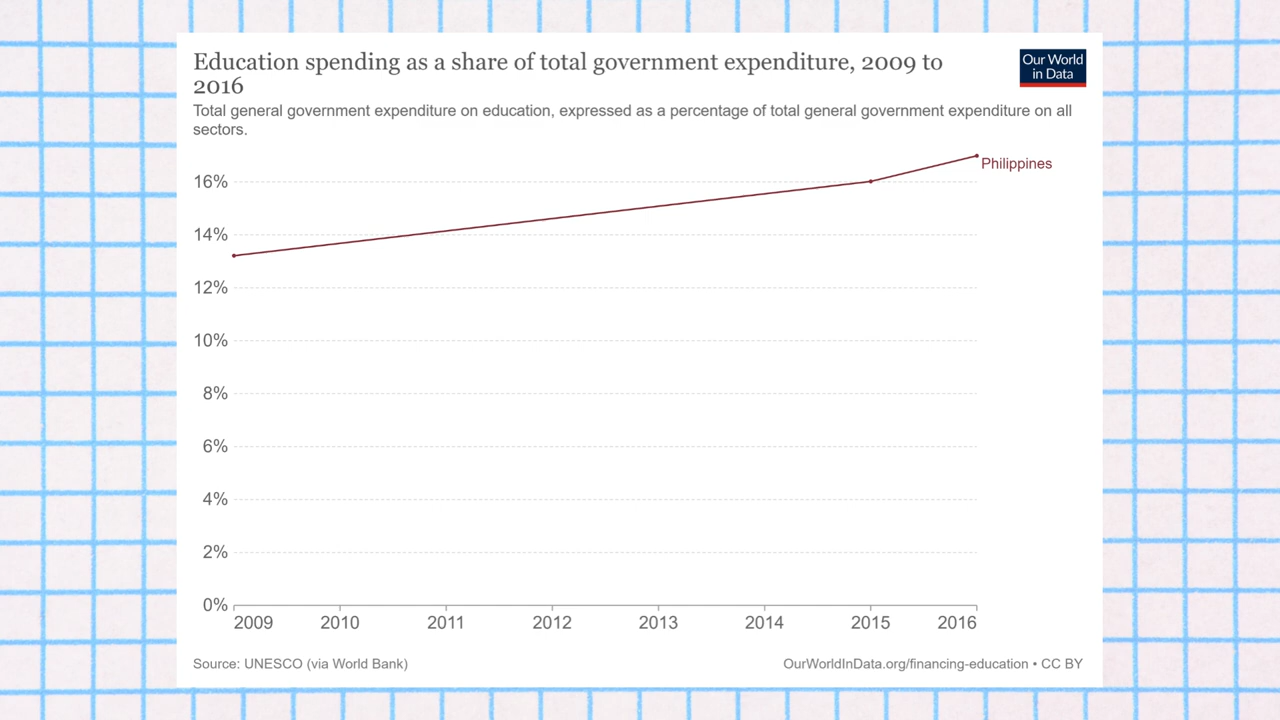 Education spending as a share of total government expenditure, 2009 to
2016
Our World
in Data
Total general government expenditure on education, expressed as a percentage of total general government expenditure on all
sectors.
Philippines
16%
14%
12%
10%
8%
6%
4%
2%
0%
2009 2010 2011 2012 2013 2014 2015 2016
Source: UNESCO (via World Bank)
OurWorldInData.org/financing-education • CC BY